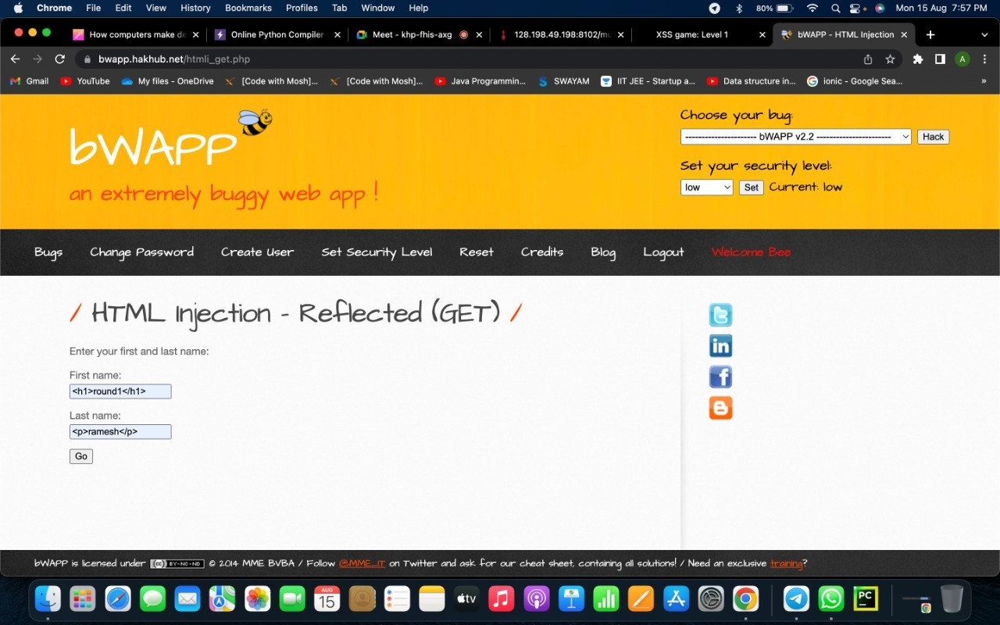 Chrome File Edit View History Bookmarks Profiles Tab Window Help 80% Mon 15 Aug 7:57 PM
How computers make de Online Python Compiler Meet - khp-fhis-axg 128.198.49.198:8102/mu XSS game: Level 1 bWAPP - HTML Injection
bwapp.hakhub.net/htmli_get.php A
Gmail YouTube My files - OneDrive [Code with Mosh]... [Code with Mosh]... Java Programmin... SWAYAM IIT JEE - Startup a... Data structure in... ionic - Google Sea... »
bWAPP
an extremely buggy web app !
Choose your bug:
---------------------- bWAPP v2.2 ----------------------- Hack
Set your security level:
low Set Current: low
Bugs Change Password Create User Set Security Level Reset Credits Blog Logout Welcome Bee
/ HTML Injection - Reflected (GET) /
Enter your first and last name:
First name:
<h1>round1</h1>
Last name:
<p>ramesh</p>
Go
bWAPP is licensed under (cc) BY-NC-ND © 2014 MME BVBA / Follow @MME_IT on Twitter and ask for our cheat sheet, containing all solutions! / Need an exclusive training?
AUG
15
tv
PC